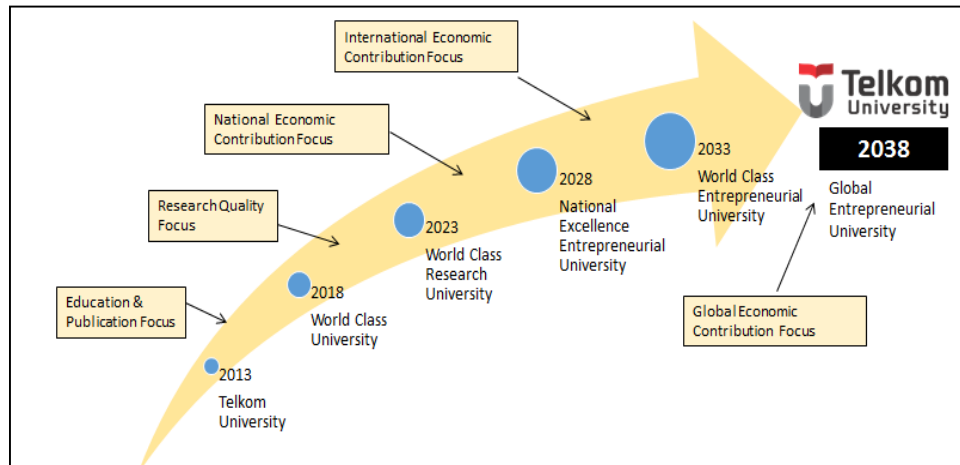 International Economic
Contribution Focus
National Economic
Contribution Focus
Research Quality
Focus
Education &
Publication Focus
2013
Telkom
University
2018
World Class
University
2023
World Class
Research
University
2028
National
Excellence
Entrepreneurial
University
2033
World Class
Entrepreneurial
University
Telkom
University
2038
Global
Entrepreneurial
University
Global Economic
Contribution Focus